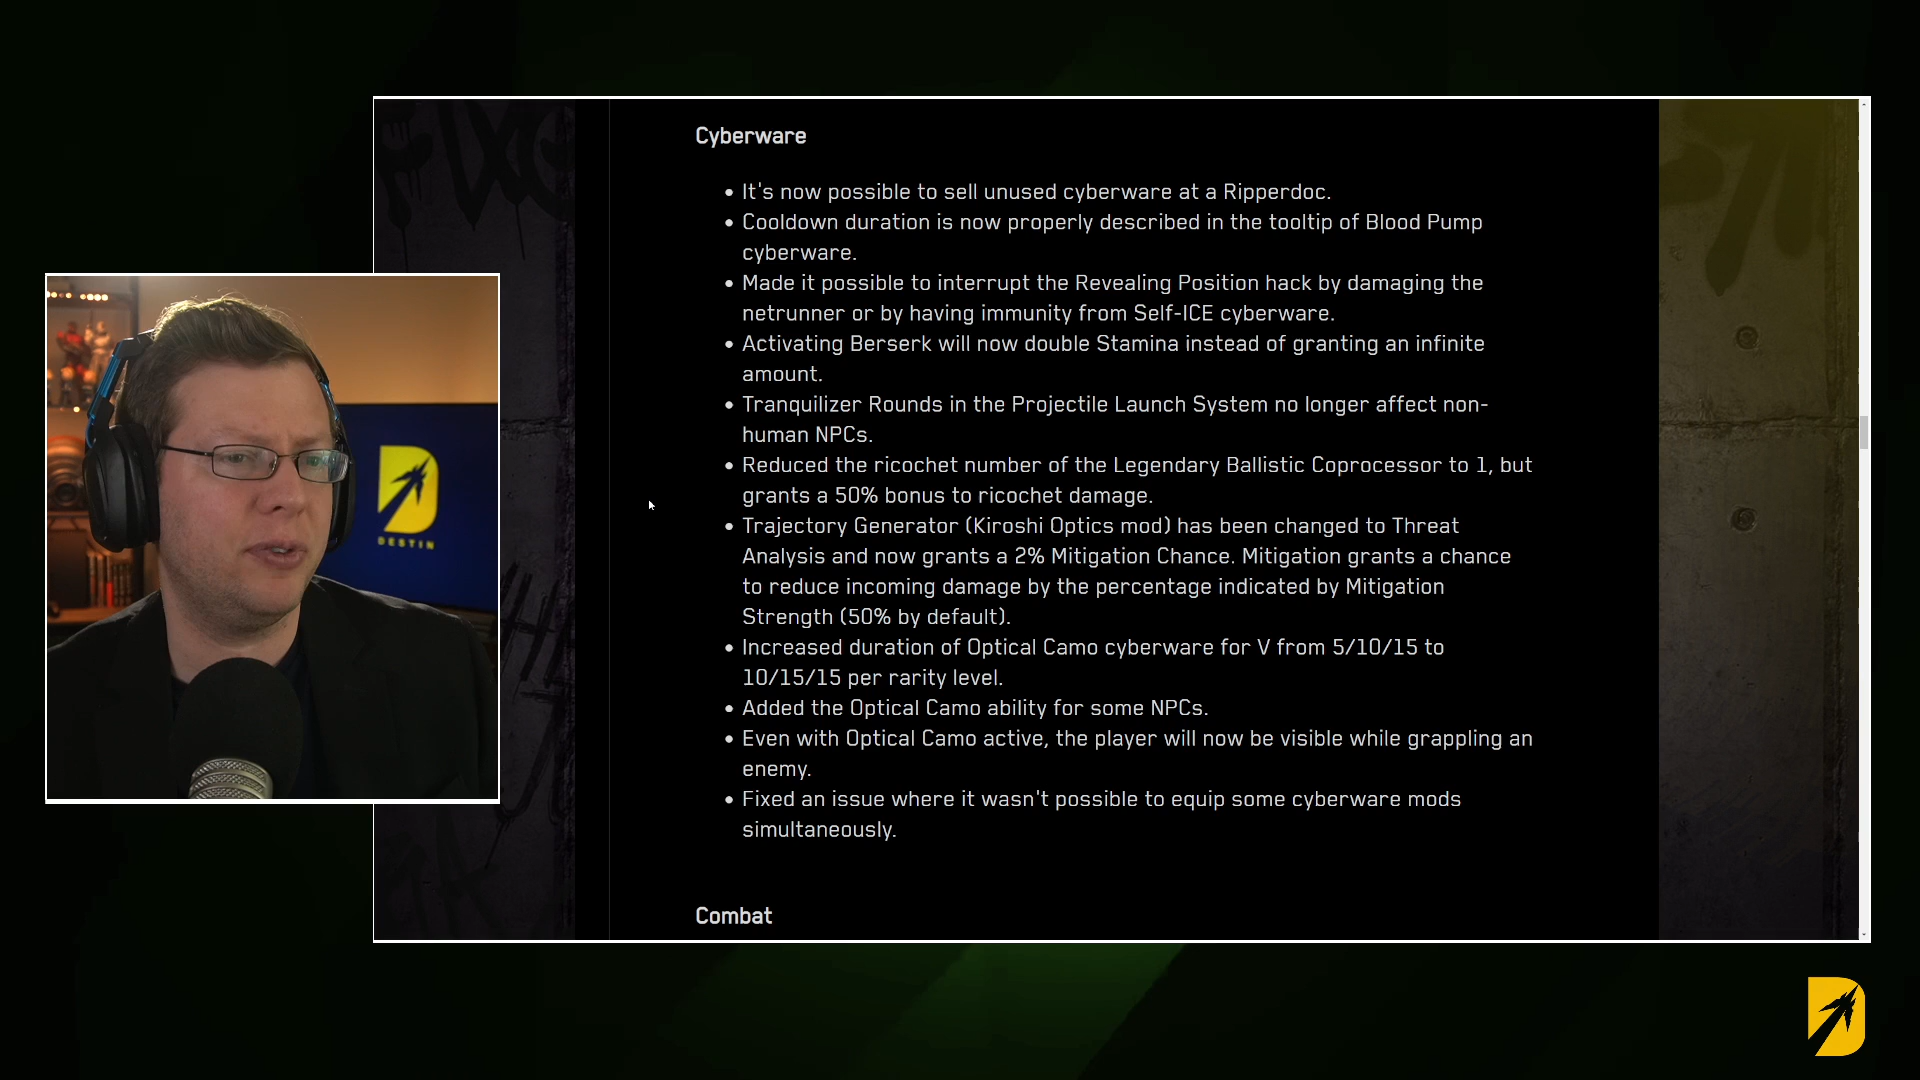 Cyberware
• It's now possible to sell unused cyberware at a Ripperdoc.
• Cooldown duration is now properly described in the tooltip of Blood Pump
cyberware.
• Made it possible to interrupt the Revealing Position hack by damaging the
netrunner or by having immunity from Self-ICE cyberware.
• Activating Berserk will now double Stamina instead of granting an infinite
amount.
• Tranquilizer Rounds in the Projectile Launch System no longer affect non-
human NPCs.
• Reduced the ricochet number of the Legendary Ballistic Coprocessor to 1, but
grants a 50% bonus to ricochet damage.
• Trajectory Generator (Kiroshi Optics mod) has been changed to Threat
Analysis and now grants a 2% Mitigation Chance. Mitigation grants a chance
to reduce incoming damage by the percentage indicated by Mitigation
Strength (50% by default).
• Increased duration of Optical Camo cyberware for V from 5/10/15 to
10/15/15 per rarity level.
• Added the Optical Camo ability for some NPCs.
• Even with Optical Camo active, the player will now be visible while grappling an
enemy.
• Fixed an issue where it wasn't possible to equip some cyberware mods
simultaneously.
Combat
DESTIN